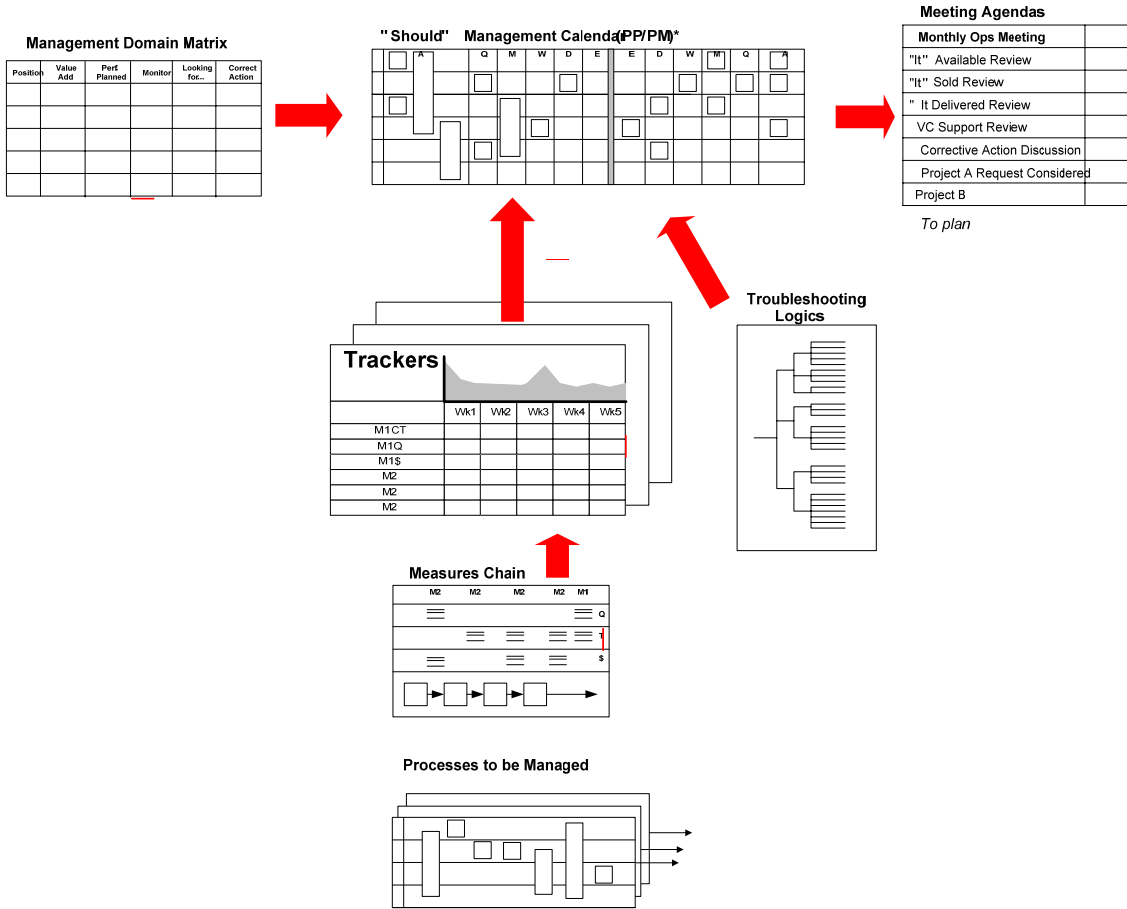 Meeting Agendas
Management Domain Matrix
"Should" Management Calendar (PP/PM)*
Position Value Add Perf. Planned Monitor Looking for... Correct Action
A Q M W D E E D W M Q A
Monthly Ops Meeting
"It" Available Review
"It" Sold Review
" It Delivered Review
VC Support Review
Corrective Action Discussion
Project A Request Considered
Project B
To plan
Troubleshooting
Logics
Trackers
Wk1 Wk2 Wk3 Wk4 Wk5
M1CT
M1Q
M1$
M2
M2
M2
Measures Chain
M2 M2 M2 M2 M1
Q
T
$
Processes to be Managed